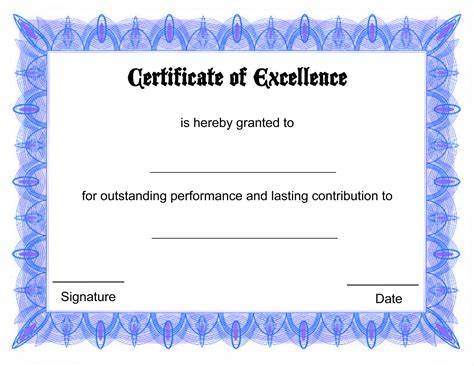 Certificate of Excellence
is hereby granted to
for outstanding performance and lasting contribution to
Signature
Date